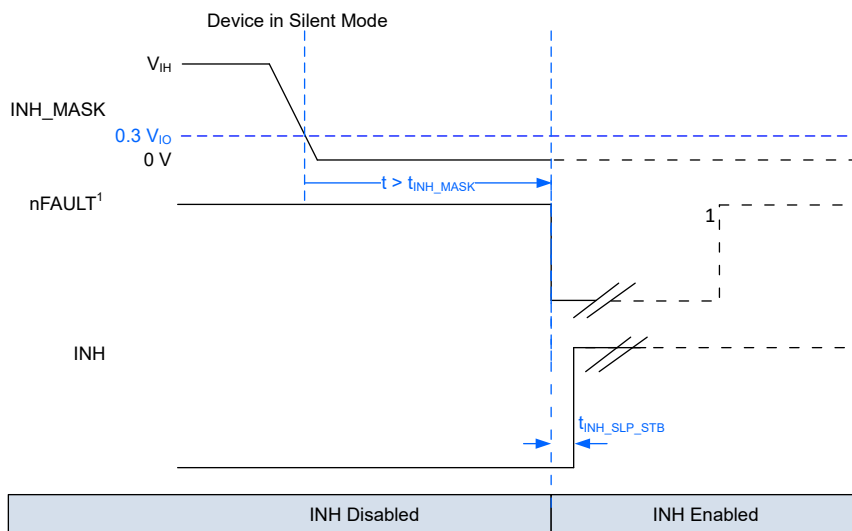 Device in Silent Mode
VIH
INH_MASK
0.3 VIO
0 V
t > tINH_MASK
nFAULT1
1
INH
tINH_SLP_STB
INH Disabled
INH Enabled